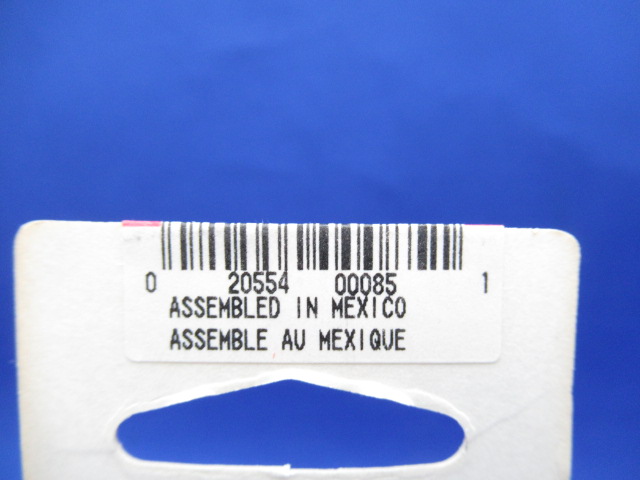 0 20554 00085 1
ASSEMBLED IN MEXICO
ASSEMBLE AU MEXIQUE